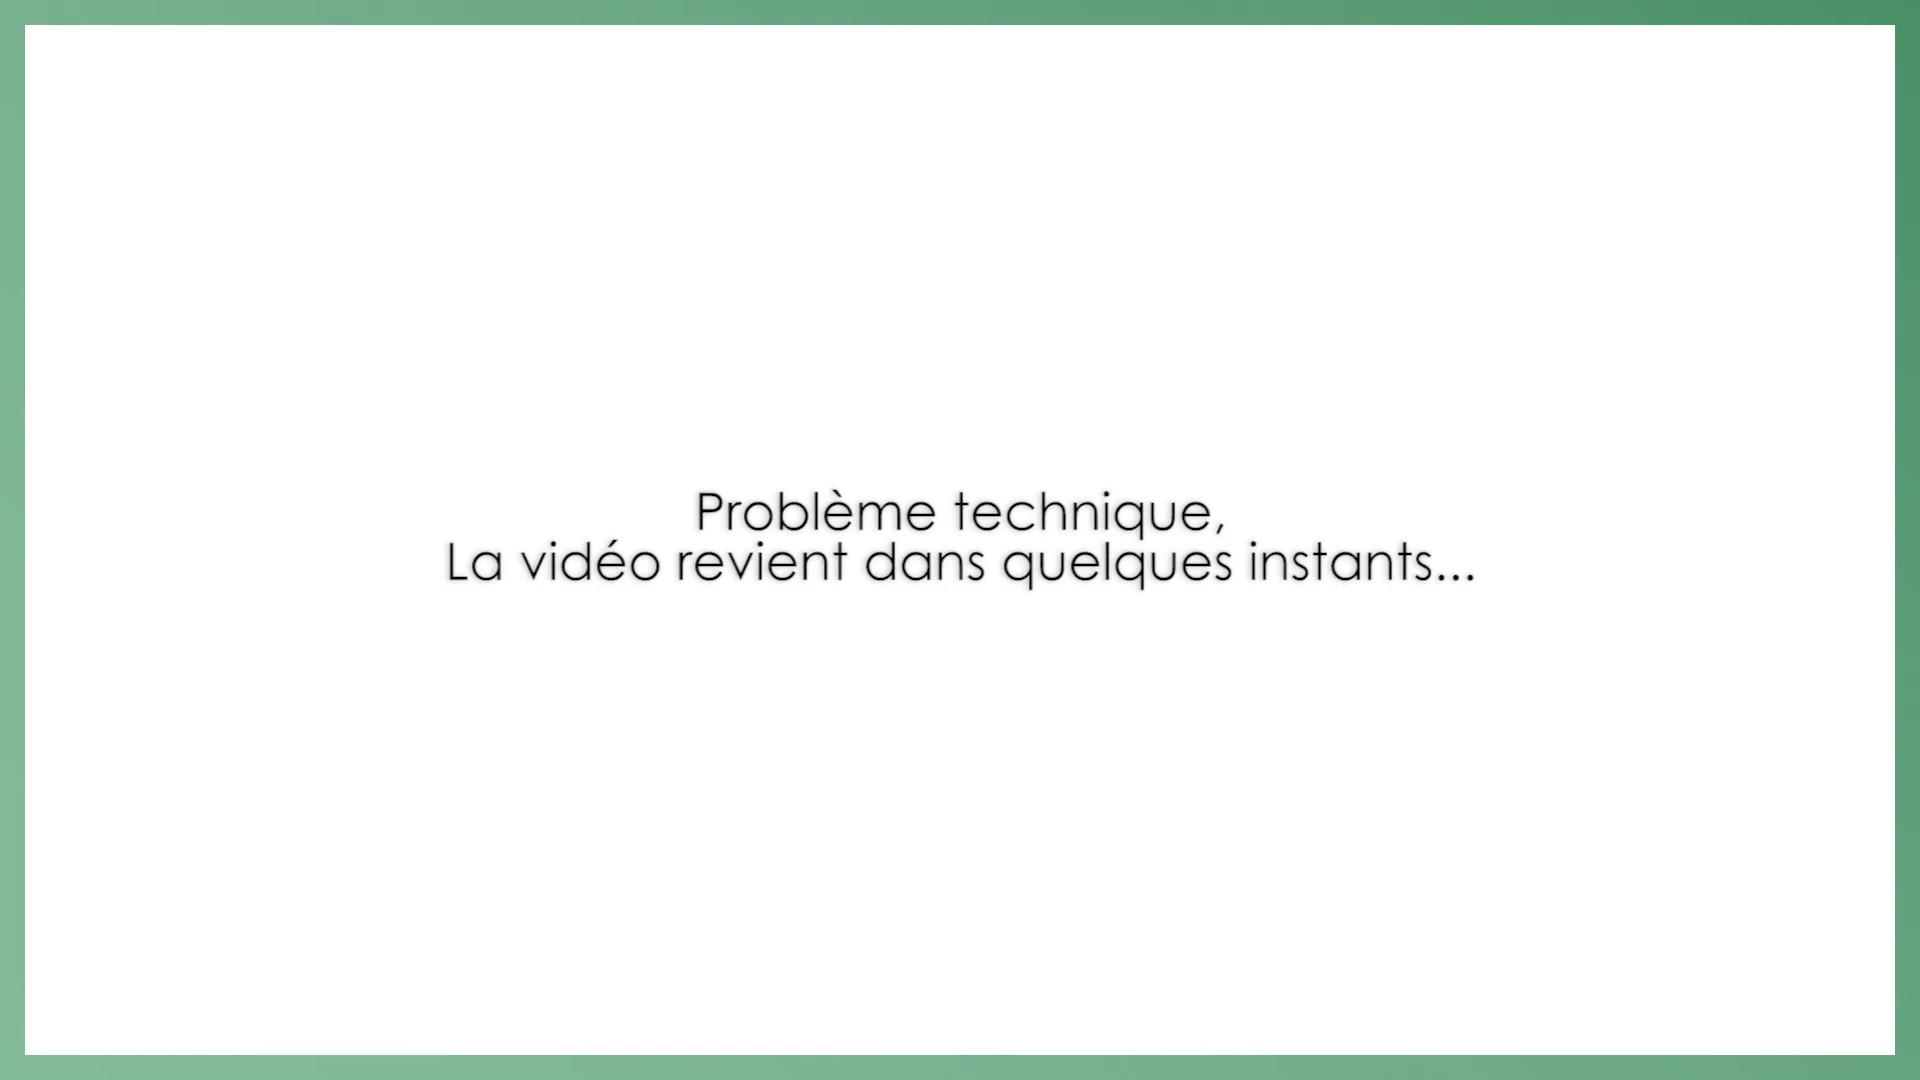 Problème technique,
La vidéo revient dans quelques instants...